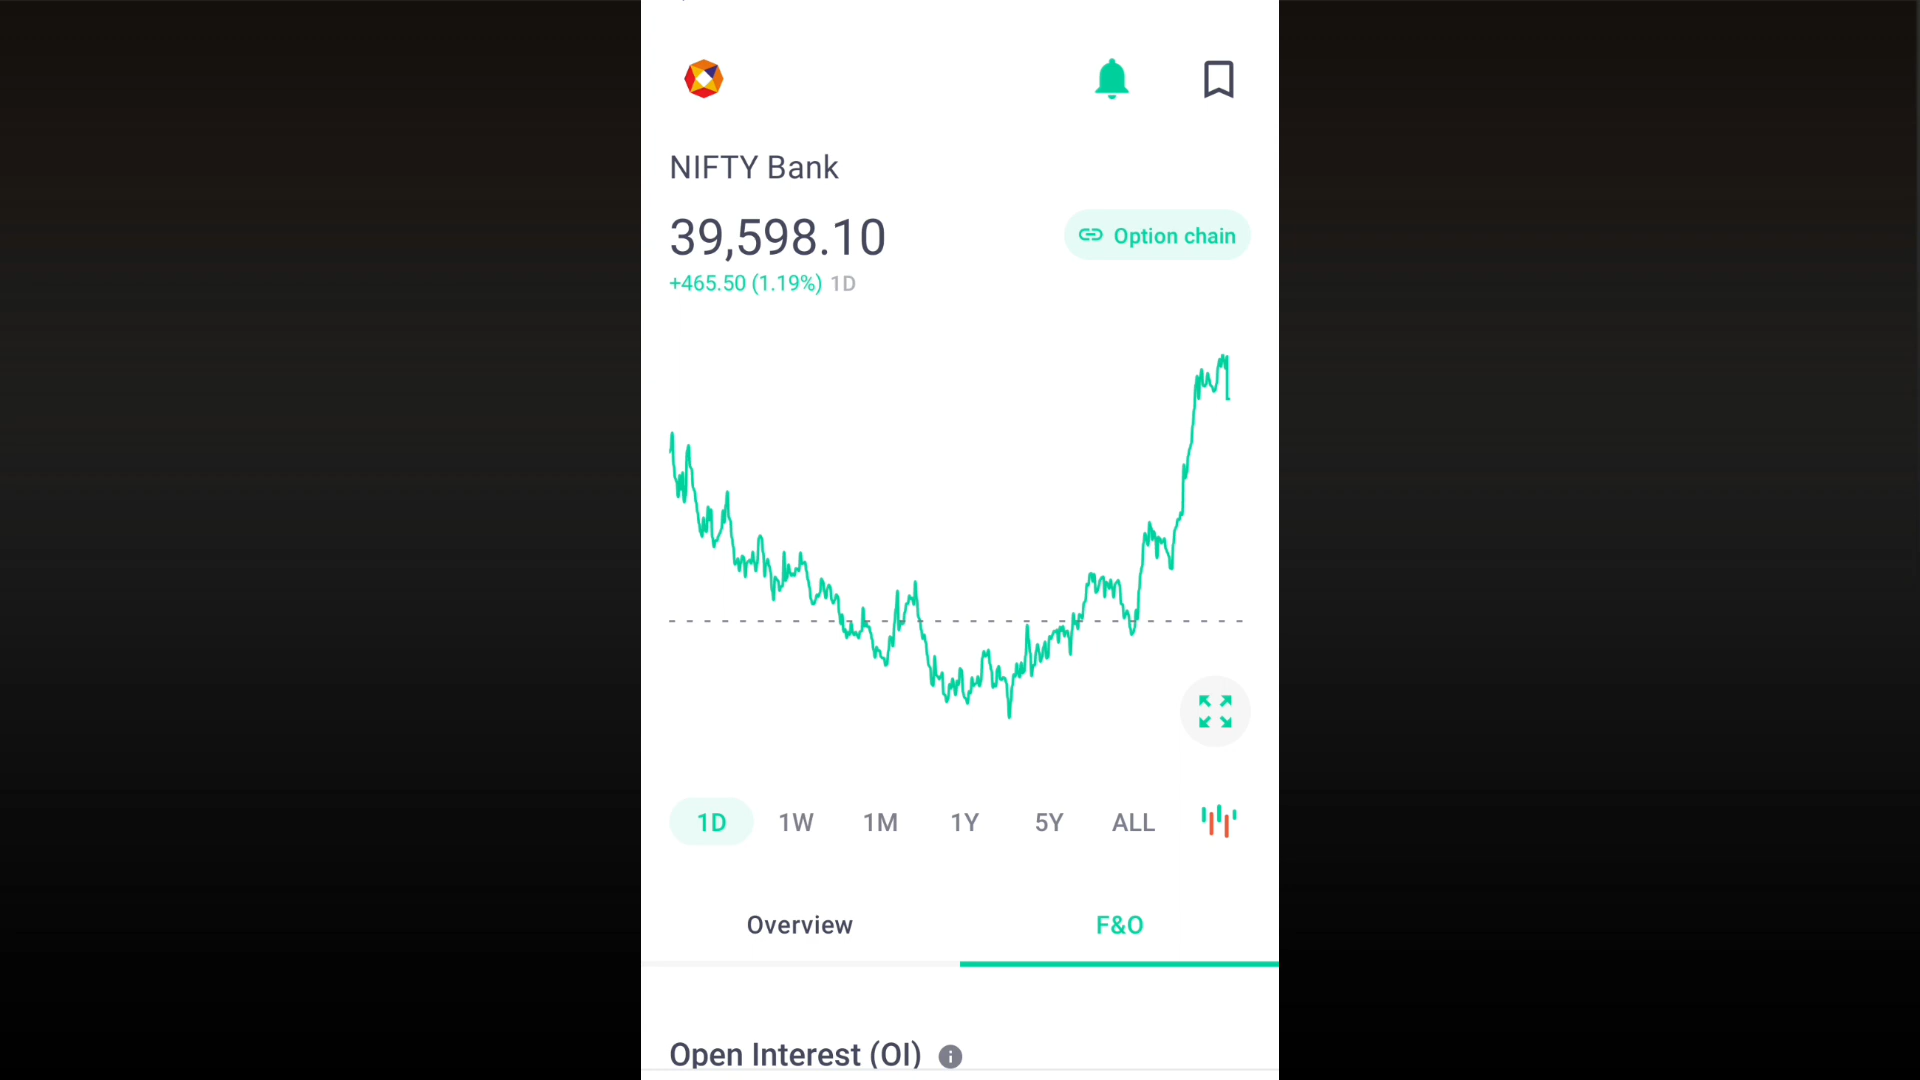 NIFTY Bank
39,598.10
Option chain
+465.50 (1.19%) 1D
1D 1W 1M 1Y 5Y ALL
Overview F&O
Open Interest (OI)